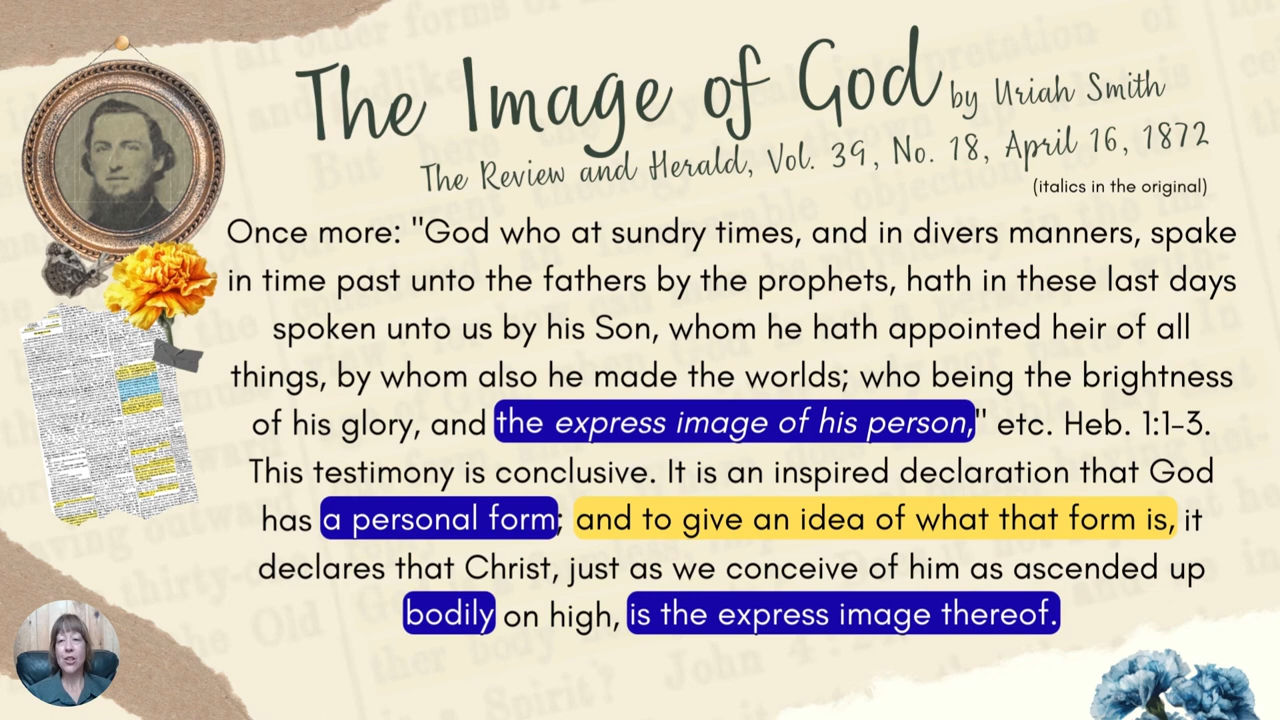 The Image of God by Uriah Smith
The Review and Herald, Vol. 39, No. 18, April 16, 1872
(italics in the original)
Once more: "God who at sundry times, and in divers manners, spake
in time past unto the fathers by the prophets, hath in these last days
spoken unto us by his Son, whom he hath appointed heir of all
things, by whom also he made the worlds; who being the brightness
of his glory, and the express image of his person," etc. Heb. 1:1-3.
This testimony is conclusive. It is an inspired declaration that God
has a personal form; and to give an idea of what that form is, it
declares that Christ, just as we conceive of him as ascended up
bodily on high, is the express image thereof.